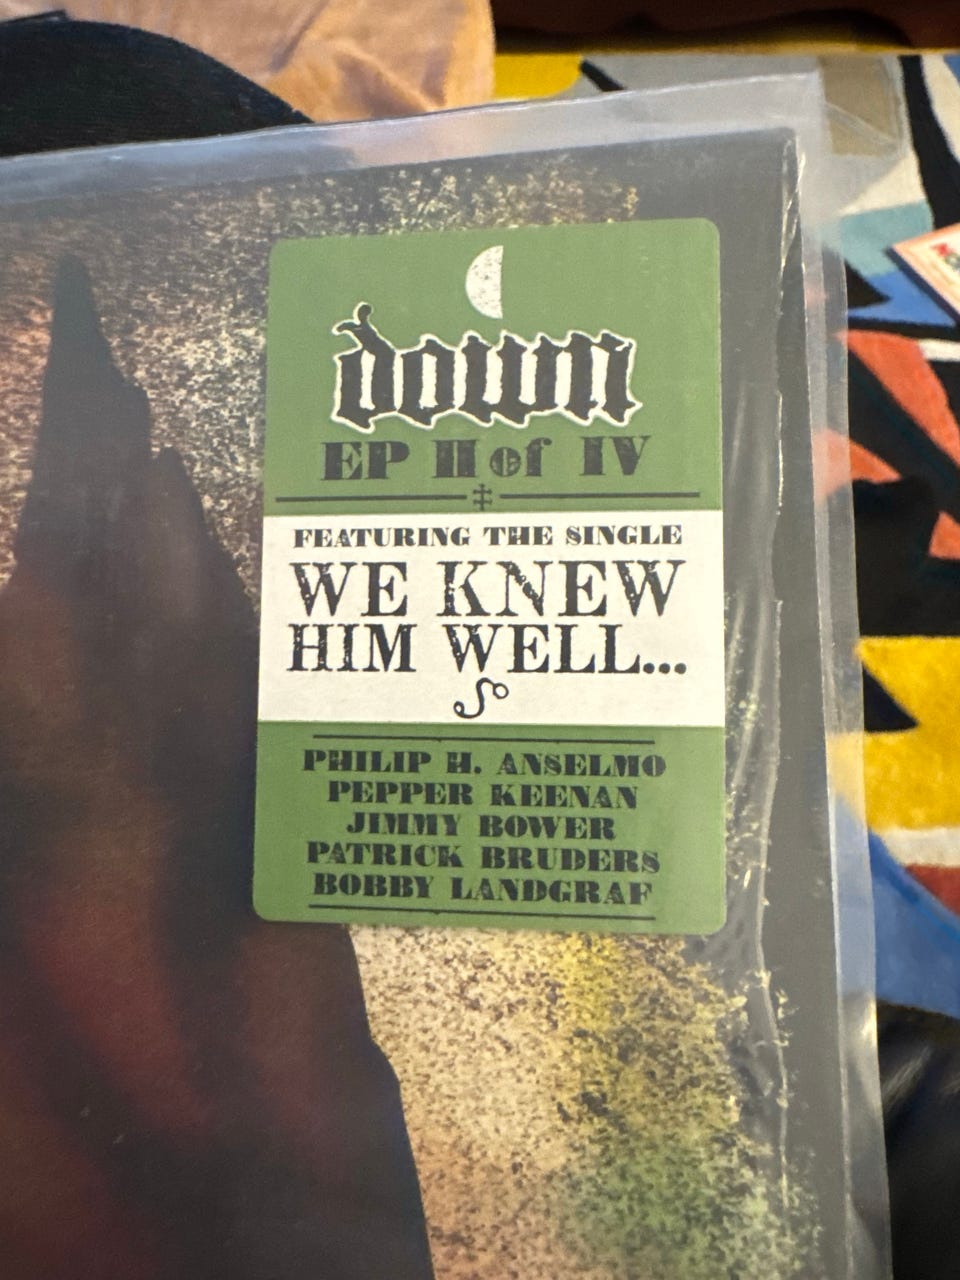 down
EP II of IV
FEATURING THE SINGLE
WE KNEW
HIM WELL...
PHILIP H. ANSELMO
PEPPER KEENAN
JIMMY BOWER
PATRICK BRUDERS
BOBBY LANDGRAF